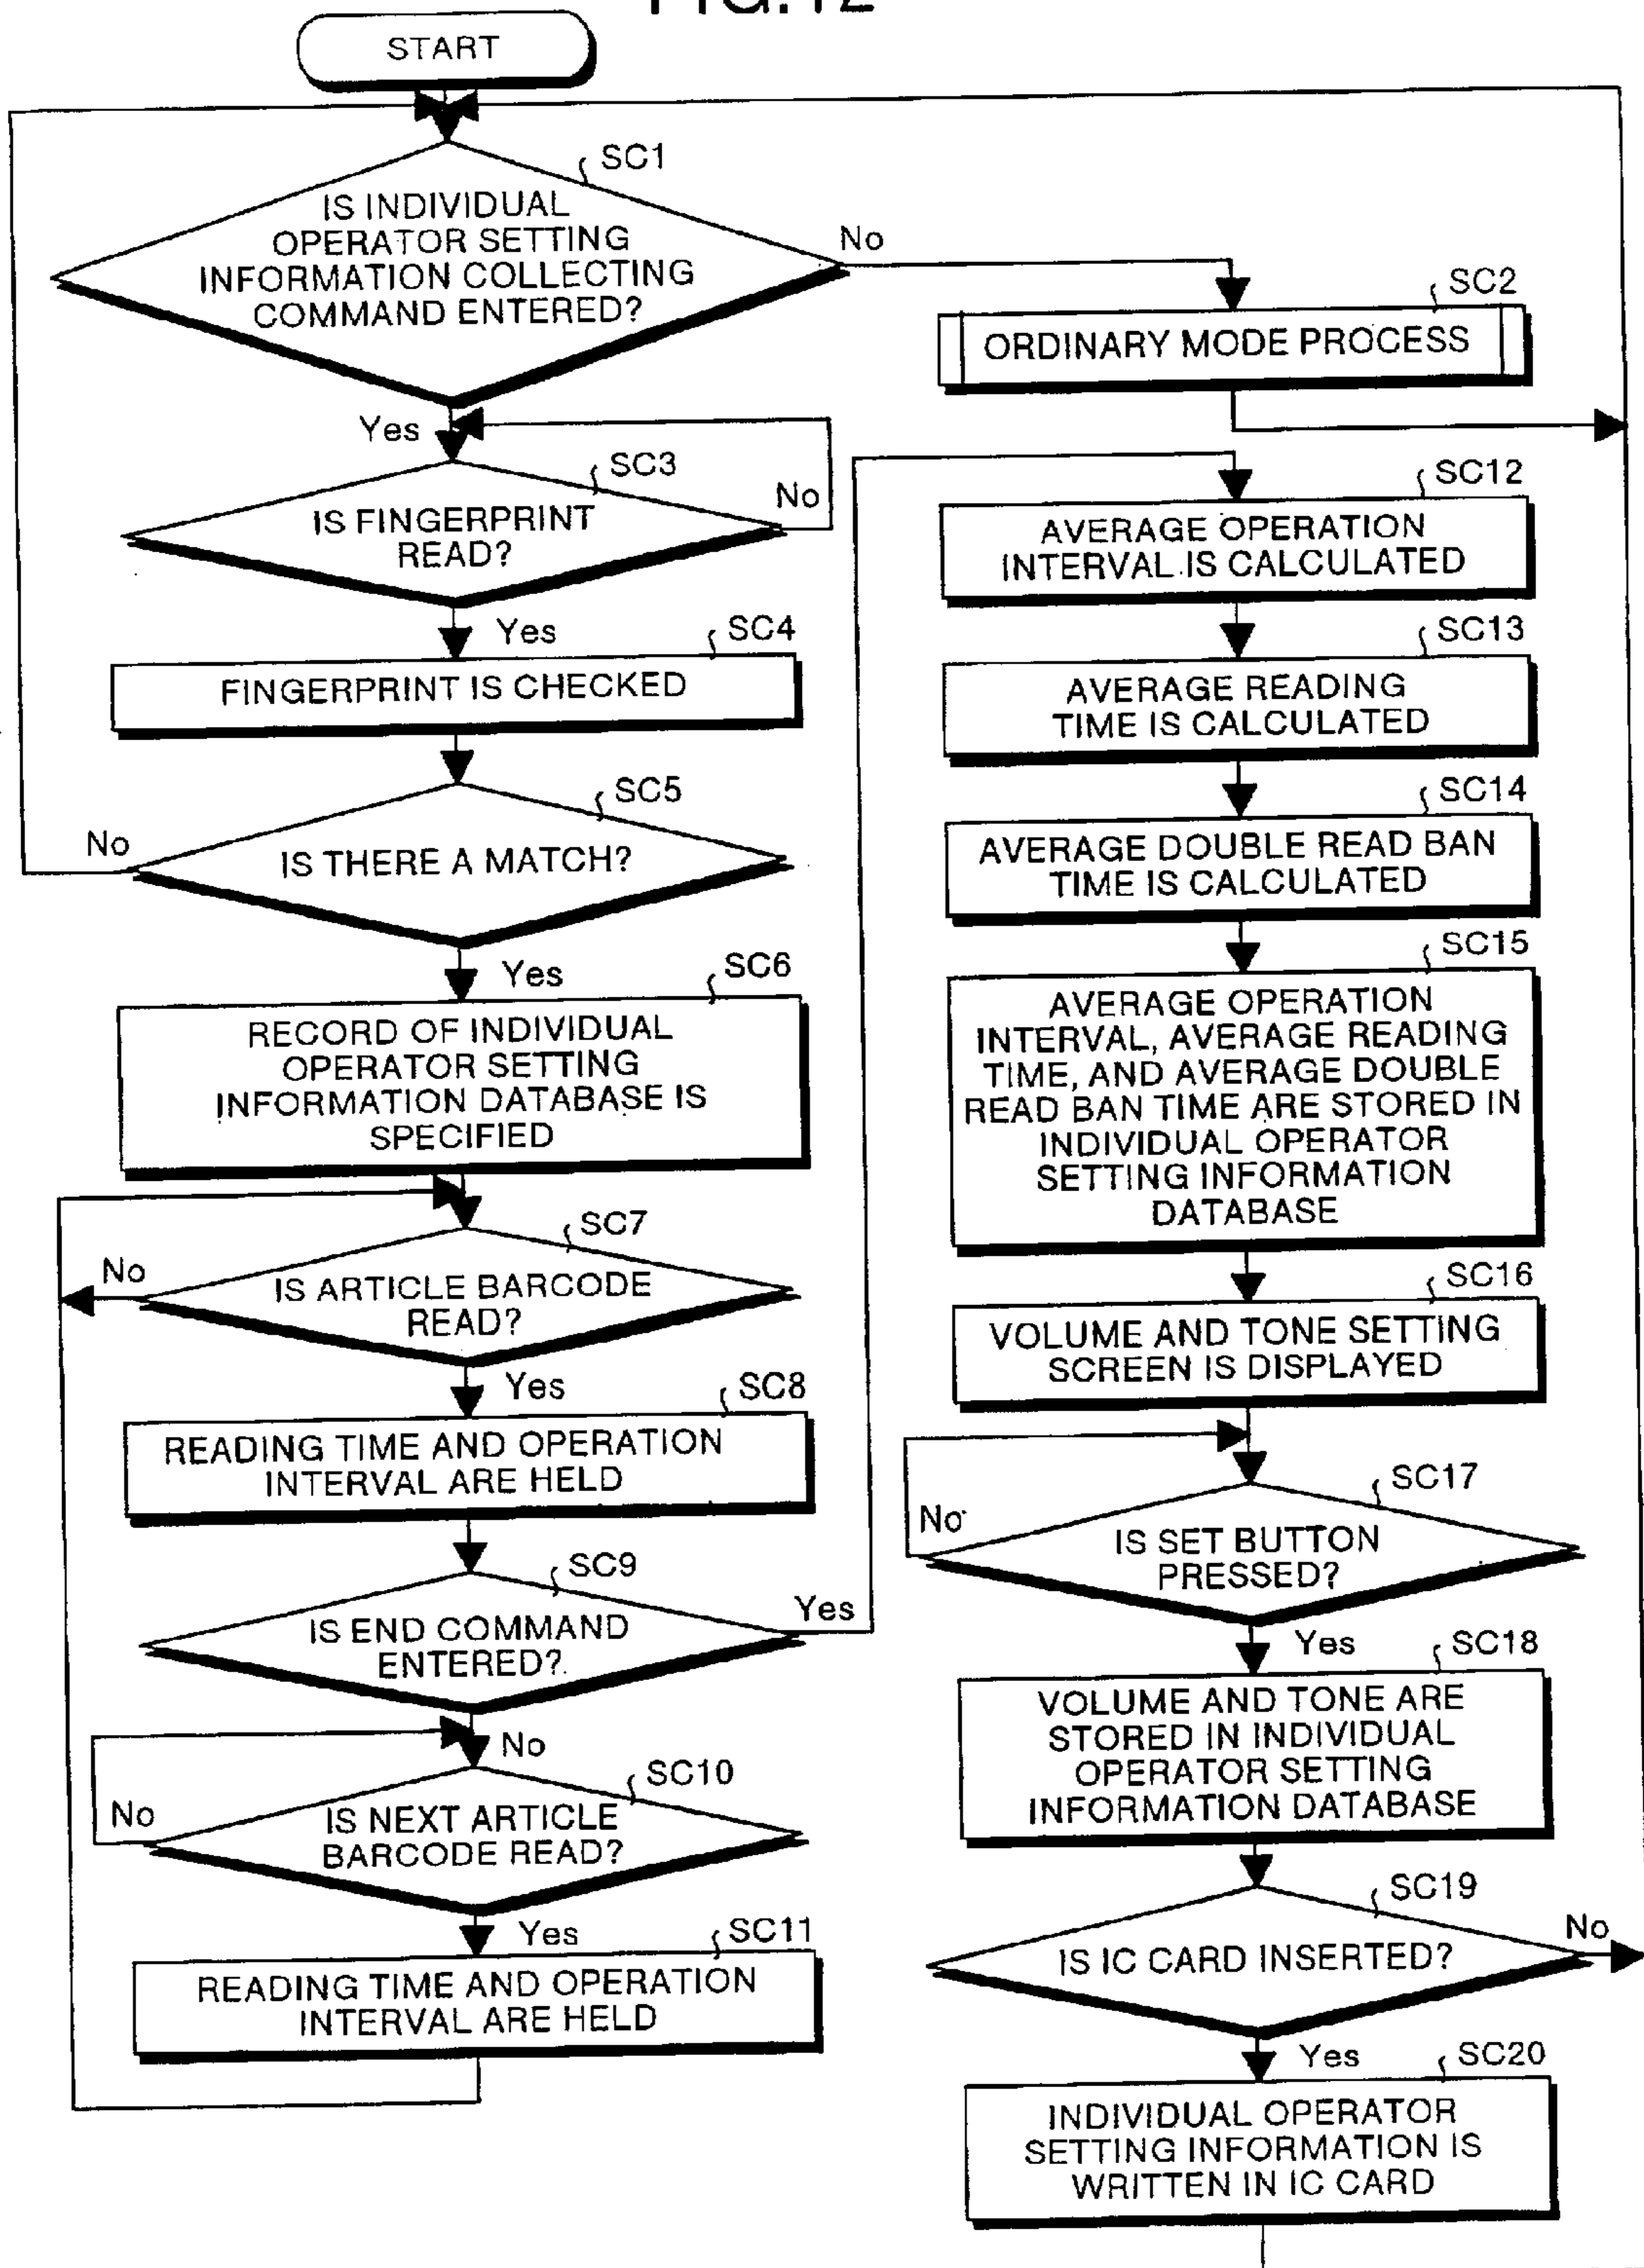 FIG.12
START
SC1
IS INDIVIDUAL
OPERATOR SETTING
INFORMATION COLLECTING
COMMAND ENTERED?
No
Yes
SC2
ORDINARY MODE PROCESS
SC3
IS FINGERPRINT
READ?
No
Yes
SC4
FINGERPRINT IS CHECKED
SC5
IS THERE A MATCH?
No
Yes
SC6
RECORD OF INDIVIDUAL
OPERATOR SETTING
INFORMATION DATABASE IS
SPECIFIED
SC7
IS ARTICLE BARCODE
READ?
No
Yes
SC8
READING TIME AND OPERATION
INTERVAL ARE HELD
SC9
IS END COMMAND
ENTERED?
Yes
No
SC10
IS NEXT ARTICLE
BARCODE READ?
No
Yes
SC11
READING TIME AND OPERATION
INTERVAL ARE HELD
SC12
AVERAGE OPERATION
INTERVAL IS CALCULATED
SC13
AVERAGE READING
TIME IS CALCULATED
SC14
AVERAGE DOUBLE READ BAN
TIME IS CALCULATED
SC15
AVERAGE OPERATION
INTERVAL, AVERAGE READING
TIME, AND AVERAGE DOUBLE
READ BAN TIME ARE STORED IN
INDIVIDUAL OPERATOR
SETTING INFORMATION
DATABASE
SC16
VOLUME AND TONE SETTING
SCREEN IS DISPLAYED
SC17
IS SET BUTTON
PRESSED?
No
Yes
SC18
VOLUME AND TONE ARE
STORED IN INDIVIDUAL
OPERATOR SETTING
INFORMATION DATABASE
SC19
IS IC CARD INSERTED?
No
Yes
SC20
INDIVIDUAL OPERATOR
SETTING INFORMATION IS
WRITTEN IN IC CARD